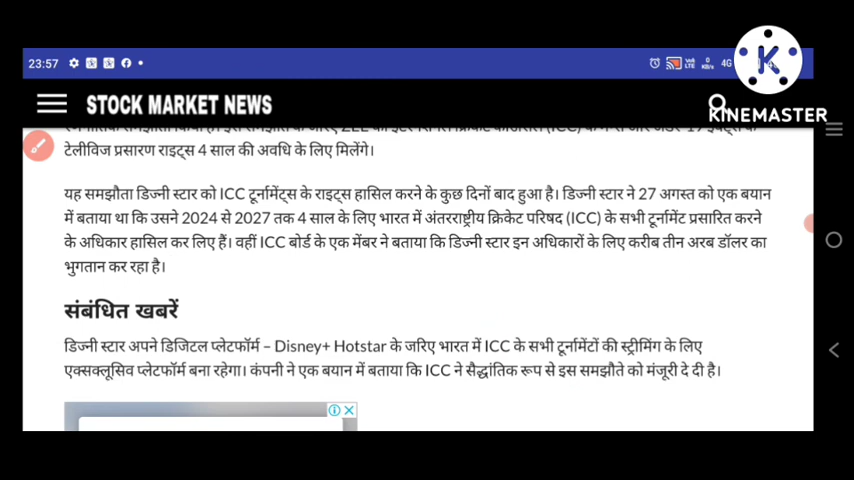 23:57
4G
KINEMASTER
STOCK MARKET NEWS
टेलीविज प्रसारण राइट्स 4 साल की अवधि के लिए मिलेंगे।
यह समझौता डिज्नी स्टार को ICC टूर्नामेंट्स के राइट्स हासिल करने के कुछ दिनों बाद हुआ है। डिज्नी स्टार ने 27 अगस्त को एक बयान
में बताया था कि उसने 2024 से 2027 तक 4 साल के लिए भारत में अंतरराष्ट्रीय क्रिकेट परिषद (ICC) के सभी टूर्नामेंट प्रसारित करने
के अधिकार हासिल कर लिए हैं। वहीं ICC बोर्ड के एक मेंबर ने बताया कि डिज्नी स्टार इन अधिकारों के लिए करीब तीन अरब डॉलर का
भुगतान कर रहा है।
संबंधित खबरें
डिज्नी स्टार अपने डिजिटल प्लेटफॉर्म – Disney+ Hotstar के जरिए भारत में ICC के सभी टूर्नामेंटों की स्ट्रीमिंग के लिए
एक्सक्लूसिव प्लेटफॉर्म बना रहेगा। कंपनी ने एक बयान में बताया कि ICC ने सैद्धांतिक रूप से इस समझौते को मंजूरी दे दी है।